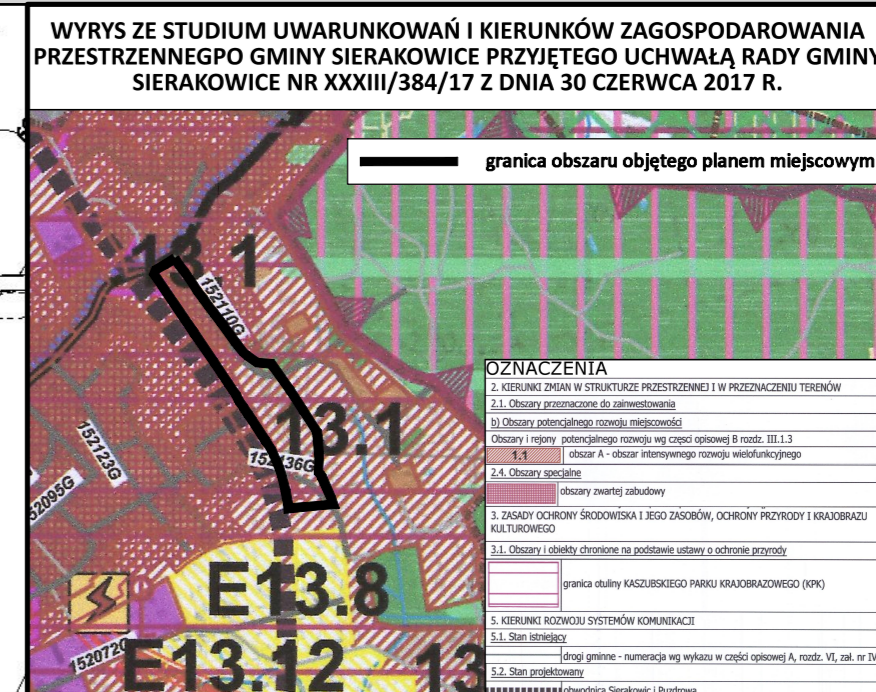 WYRYS ZE STUDIUM UWARUNKOWAŃ I KIERUNKÓW ZAGOSPODAROWANIA
PRZESTRZENNEGPO GMINY SIERAKOWICE PRZYJĘTEGO UCHWAŁĄ RADY GMINY
SIERAKOWICE NR XXXIII/384/17 Z DNIA 30 CZERWCA 2017 R.
granica obszaru objętego planem miejscowym
13.1
152110G
13.1
152136G
152123G
52095G
E13.8
152072G
E13.12
13
OZNACZENIA
2. KIERUNKI ZMIAN W STRUKTURZE PRZESTRZENNEJ I W PRZEZNACZENIU TERENÓW
2.1. Obszary przeznaczone do zainwestowania
b) Obszary potencjalnego rozwoju miejscowości
Obszary i rejony potencjalnego rozwoju wg części opisowej B rozdz. III.1.3
1.1 obszar A - obszar intensywnego rozwoju wielofunkcyjnego
2.4. Obszary specjalne
obszary zwartej zabudowy
3. ZASADY OCHRONY ŚRODOWISKA I JEGO ZASOBÓW, OCHRONY PRZYRODY I KRAJOBRAZU
KULTUROWEGO
3.1. Obszary i obiekty chronione na podstawie ustawy o ochronie przyrody
granica otuliny KASZUBSKIEGO PARKU KRAJOBRAZOWEGO (KPK)
5. KIERUNKI ROZWOJU SYSTEMÓW KOMUNIKACJI
5.1. Stan istniejący
drogi gminne - numeracja wg wykazu w części opisowej A, rozdz. VI, zał. nr IV
5.2. Stan projektowany
obwodnica Sierakowic i Puzdrowa